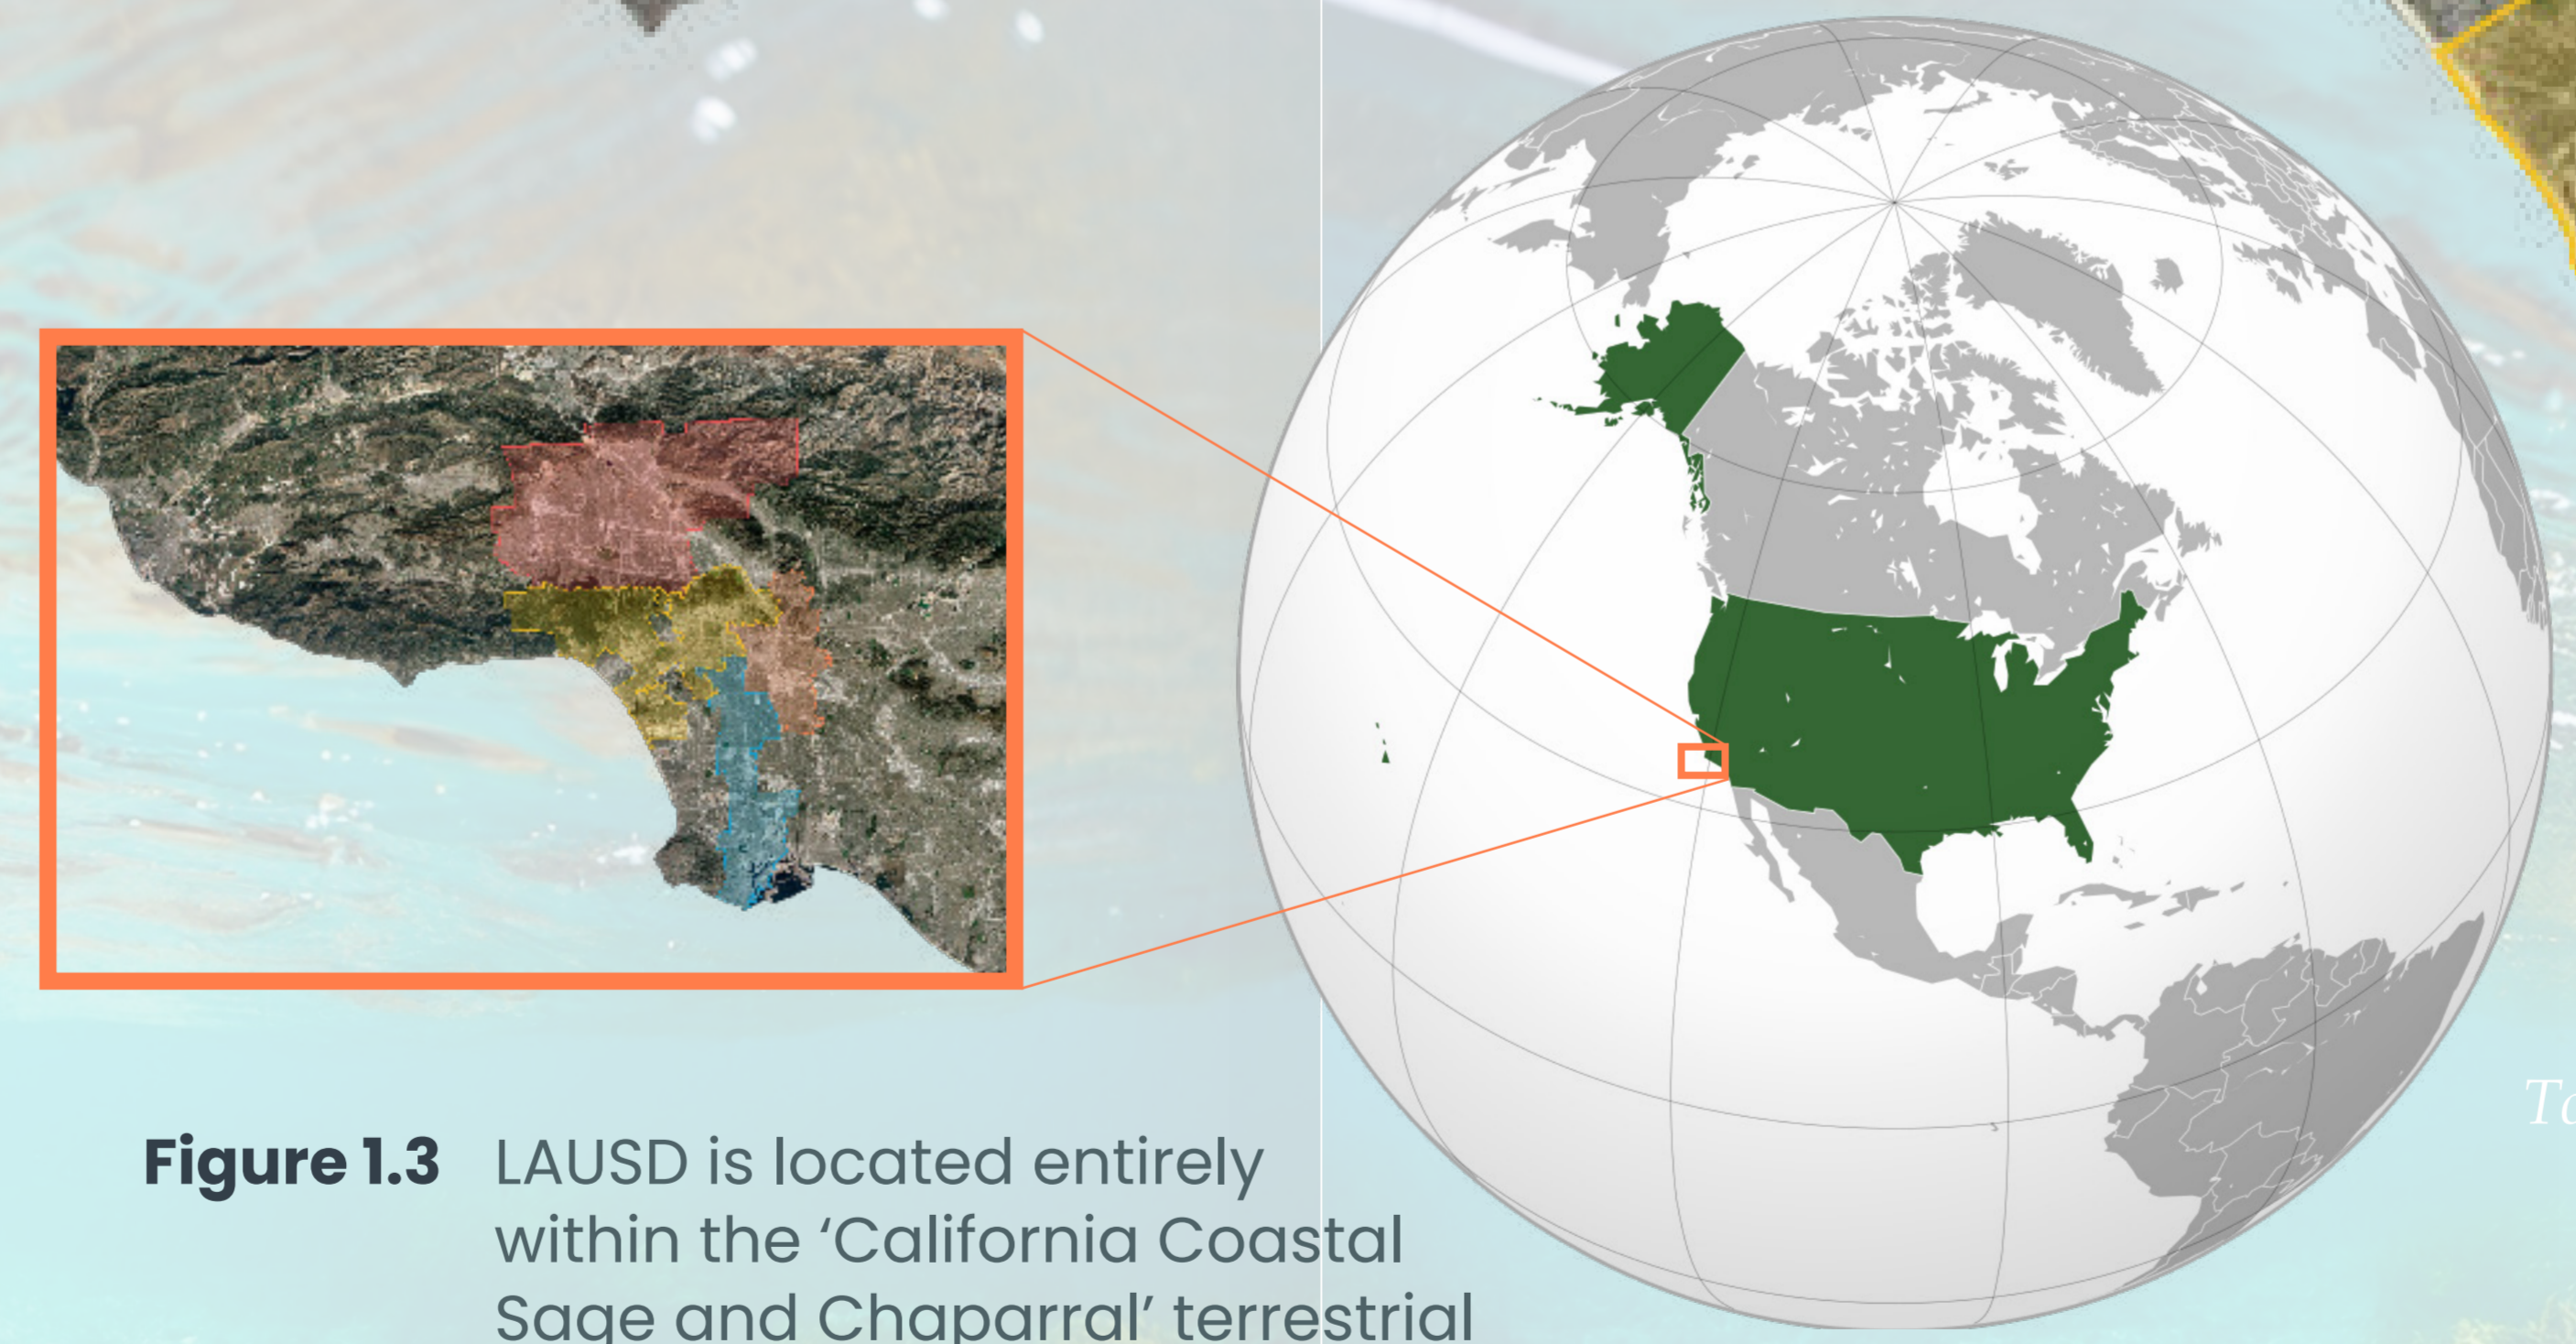 Figure 1.3 LAUSD is located entirely
within the ‘California Coastal
Sage and Chaparral’ terrestrial